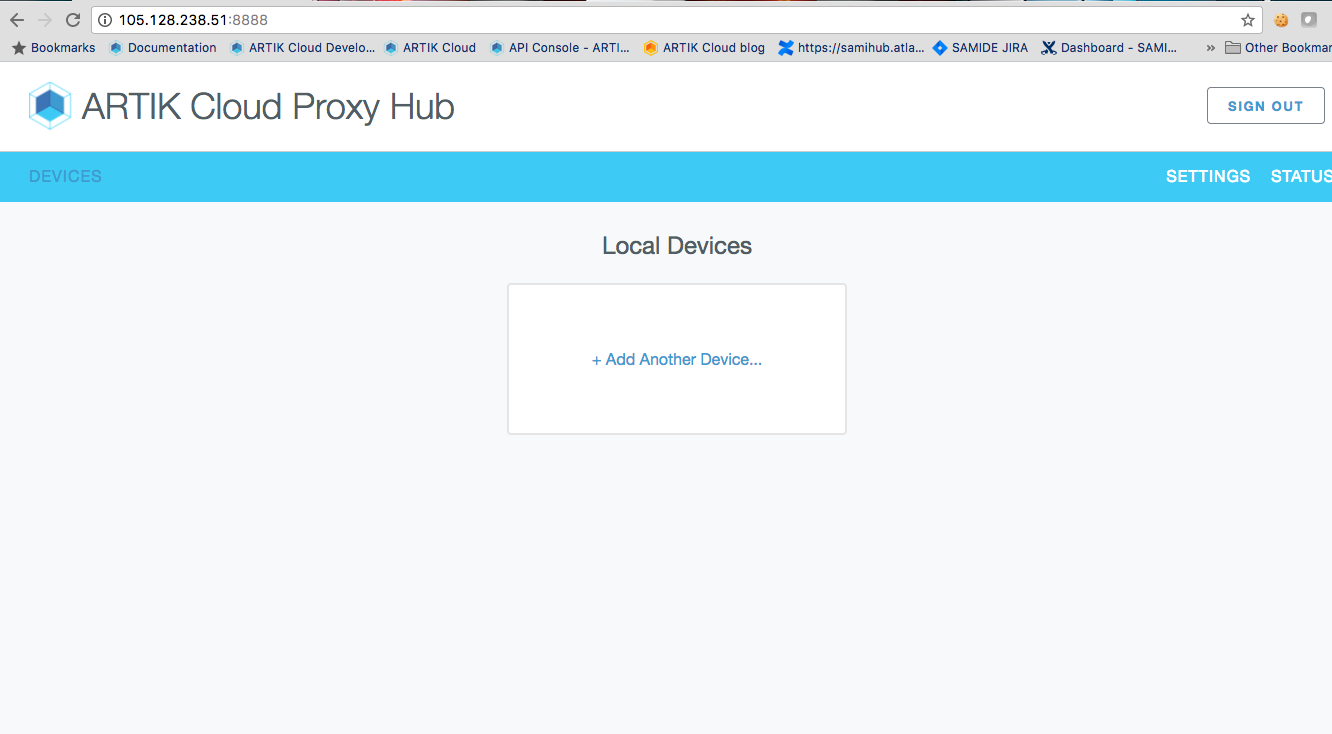 105.128.238.51:8888
Bookmarks Documentation ARTIK Cloud Develo... ARTIK Cloud API Console - ARTI... ARTIK Cloud blog https://samihub.atla... SAMIDE JIRA Dashboard - SAMI... » Other Bookmar
ARTIK Cloud Proxy Hub SIGN OUT
DEVICES SETTINGS STATUS
Local Devices
+ Add Another Device...